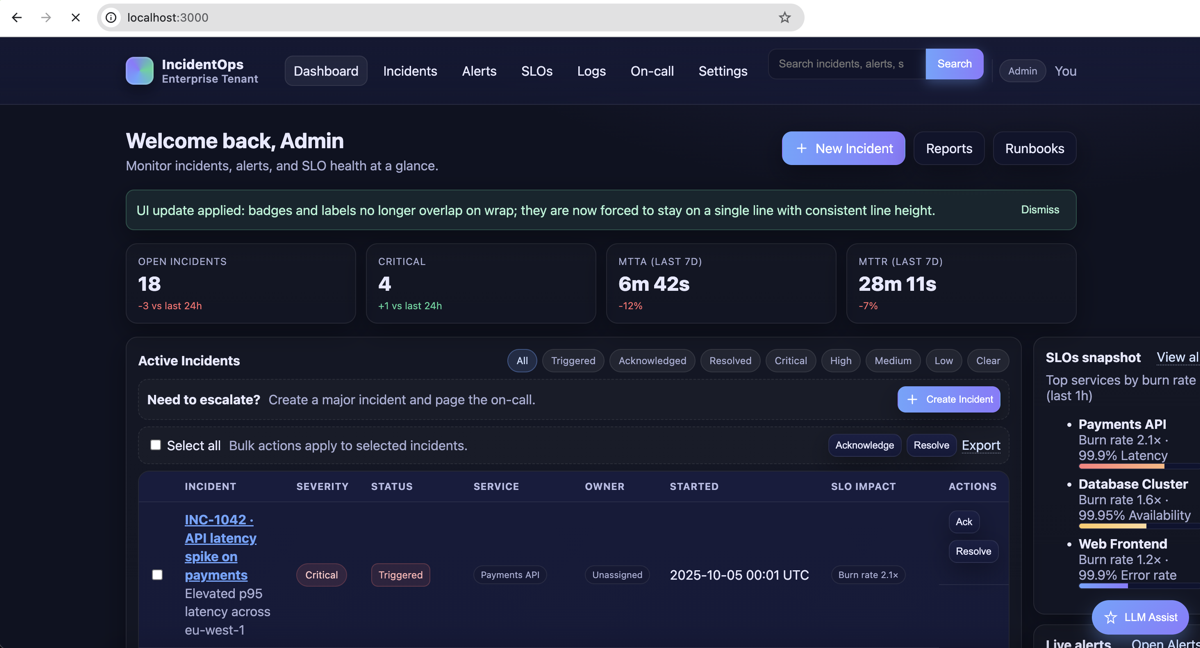 localhost:3000
IncidentOps
Enterprise Tenant
Dashboard
Incidents
Alerts
SLOs
Logs
On-call
Settings
Search incidents, alerts, s
Search
Admin
You
Welcome back, Admin
Monitor incidents, alerts, and SLO health at a glance.
+ New Incident
Reports
Runbooks
UI update applied: badges and labels no longer overlap on wrap; they are now forced to stay on a single line with consistent line height.
Dismiss
OPEN INCIDENTS
18
-3 vs last 24h
CRITICAL
4
+1 vs last 24h
MTTA (LAST 7D)
6m 42s
-12%
MTTR (LAST 7D)
28m 11s
-7%
Active Incidents
All
Triggered
Acknowledged
Resolved
Critical
High
Medium
Low
Clear
Need to escalate? Create a major incident and page the on-call.
+ Create Incident
Select all Bulk actions apply to selected incidents.
Acknowledge
Resolve
Export
INCIDENT
SEVERITY
STATUS
SERVICE
OWNER
STARTED
SLO IMPACT
ACTIONS
INC-1042 ·
API latency
spike on
payments
Elevated p95
latency across
eu-west-1
Critical
Triggered
Payments API
Unassigned
2025-10-05 00:01 UTC
Burn rate 2.1×
Ack
Resolve
SLOs snapshot
View al
Top services by burn rate
(last 1h)
• Payments API
Burn rate 2.1× ·
99.9% Latency
• Database Cluster
Burn rate 1.6× ·
99.95% Availability
• Web Frontend
Burn rate 1.2× ·
99.9% Error rate
LLM Assist
Live alerts
Open Alerts